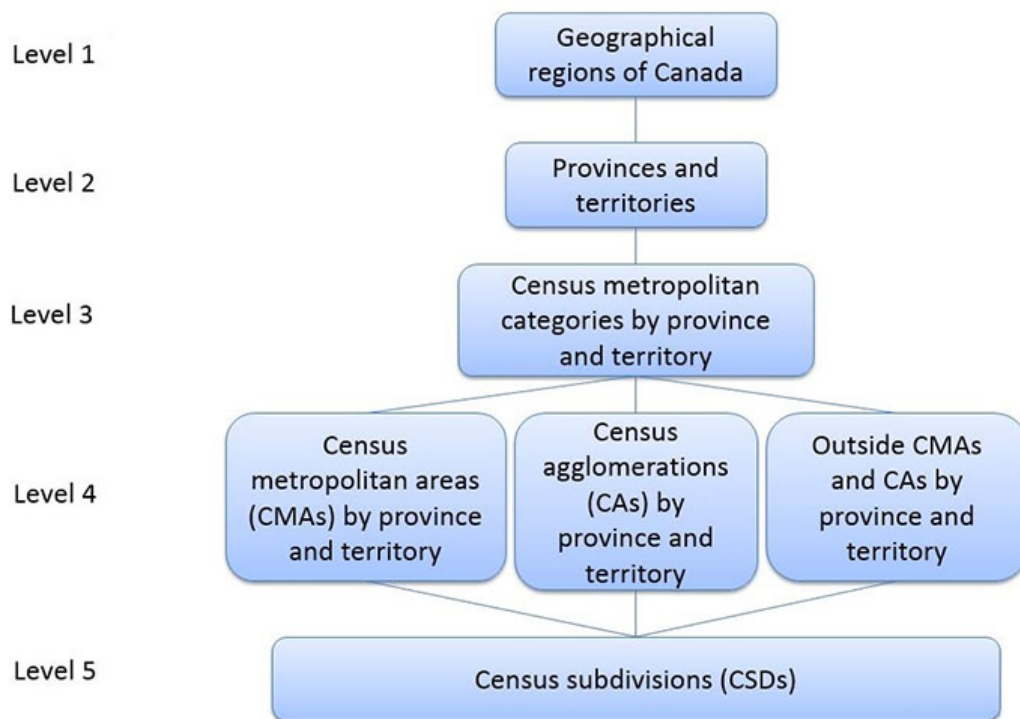 Level 1
Geographical
regions of Canada
Level 2
Provinces and
territories
Level 3
Census metropolitan
categories by province
and territory
Level 4
Census
metropolitan areas
(CMAs) by province
and territory
Census
agglomerations
(CAs) by
province and
territory
Outside CMAs
and CAs by
province and
territory
Level 5
Census subdivisions (CSDs)